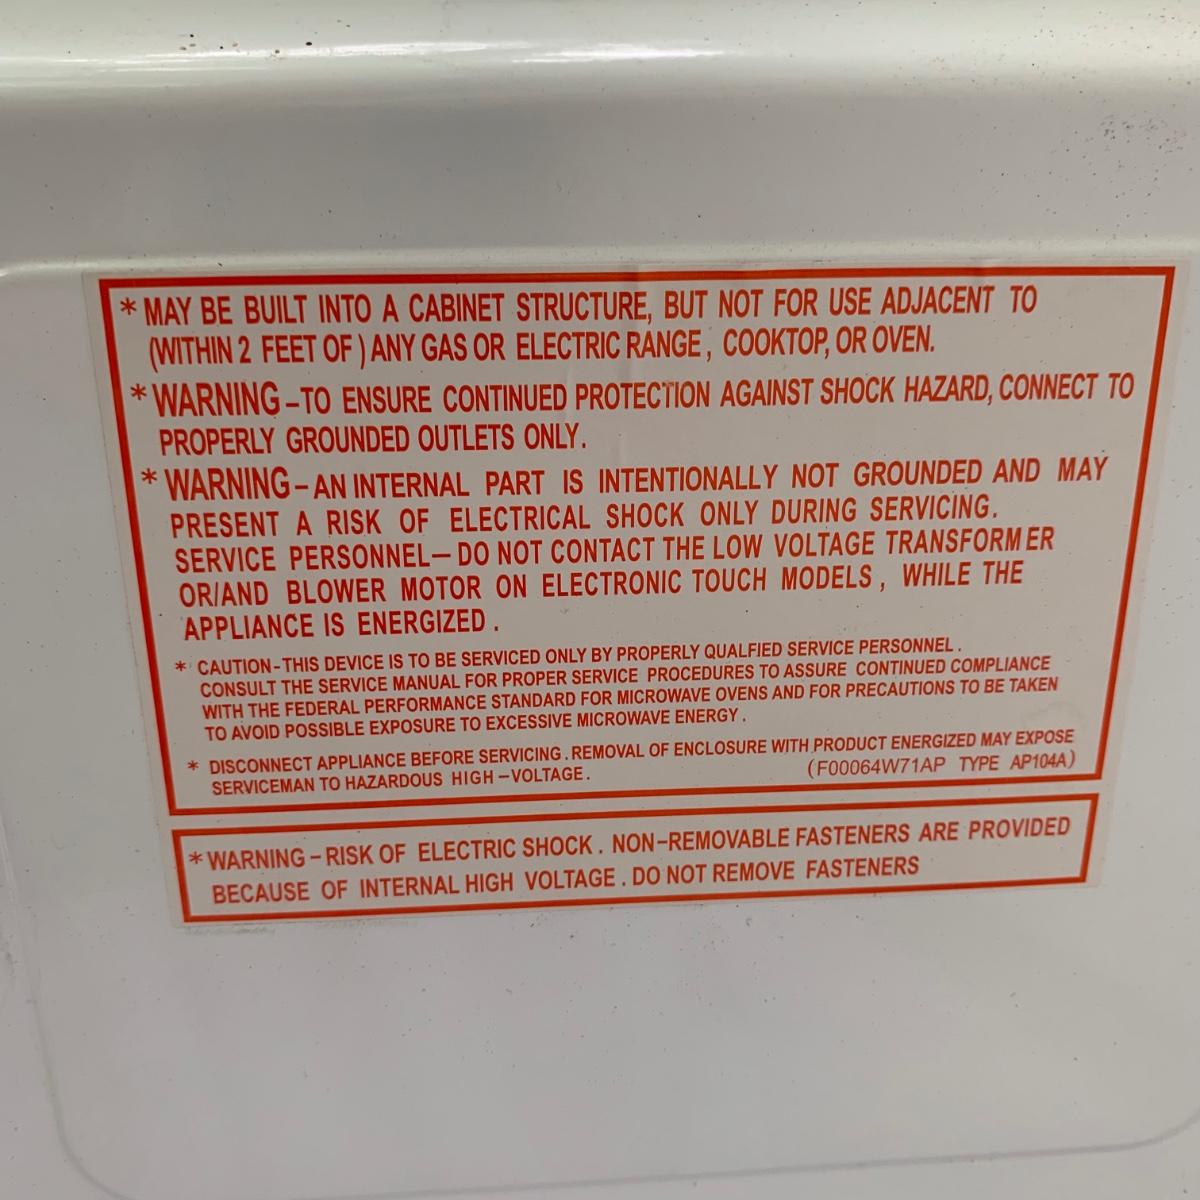 * MAY BE BUILT INTO A CABINET STRUCTURE, BUT NOT FOR USE ADJACENT TO
(WITHIN 2 FEET OF ) ANY GAS OR ELECTRIC RANGE , COOKTOP, OR OVEN.
* WARNING –TO ENSURE CONTINUED PROTECTION AGAINST SHOCK HAZARD, CONNECT TO
PROPERLY GROUNDED OUTLETS ONLY.
* WARNING – AN INTERNAL PART IS INTENTIONALLY NOT GROUNDED AND MAY
PRESENT A RISK OF ELECTRICAL SHOCK ONLY DURING SERVICING.
SERVICE PERSONNEL— DO NOT CONTACT THE LOW VOLTAGE TRANSFORMER
OR/AND BLOWER MOTOR ON ELECTRONIC TOUCH MODELS , WHILE THE
APPLIANCE IS ENERGIZED .
* CAUTION-THIS DEVICE IS TO BE SERVICED ONLY BY PROPERLY QUALFIED SERVICE PERSONNEL .
CONSULT THE SERVICE MANUAL FOR PROPER SERVICE PROCEDURES TO ASSURE CONTINUED COMPLIANCE
WITH THE FEDERAL PERFORMANCE STANDARD FOR MICROWAVE OVENS AND FOR PRECAUTIONS TO BE TAKEN
TO AVOID POSSIBLE EXPOSURE TO EXCESSIVE MICROWAVE ENERGY .
* DISCONNECT APPLIANCE BEFORE SERVICING . REMOVAL OF ENCLOSURE WITH PRODUCT ENERGIZED MAY EXPOSE
SERVICEMAN TO HAZARDOUS HIGH –VOLTAGE . (F00064W71AP TYPE AP104A)
* WARNING – RISK OF ELECTRIC SHOCK . NON–REMOVABLE FASTENERS ARE PROVIDED
BECAUSE OF INTERNAL HIGH VOLTAGE . DO NOT REMOVE FASTENERS